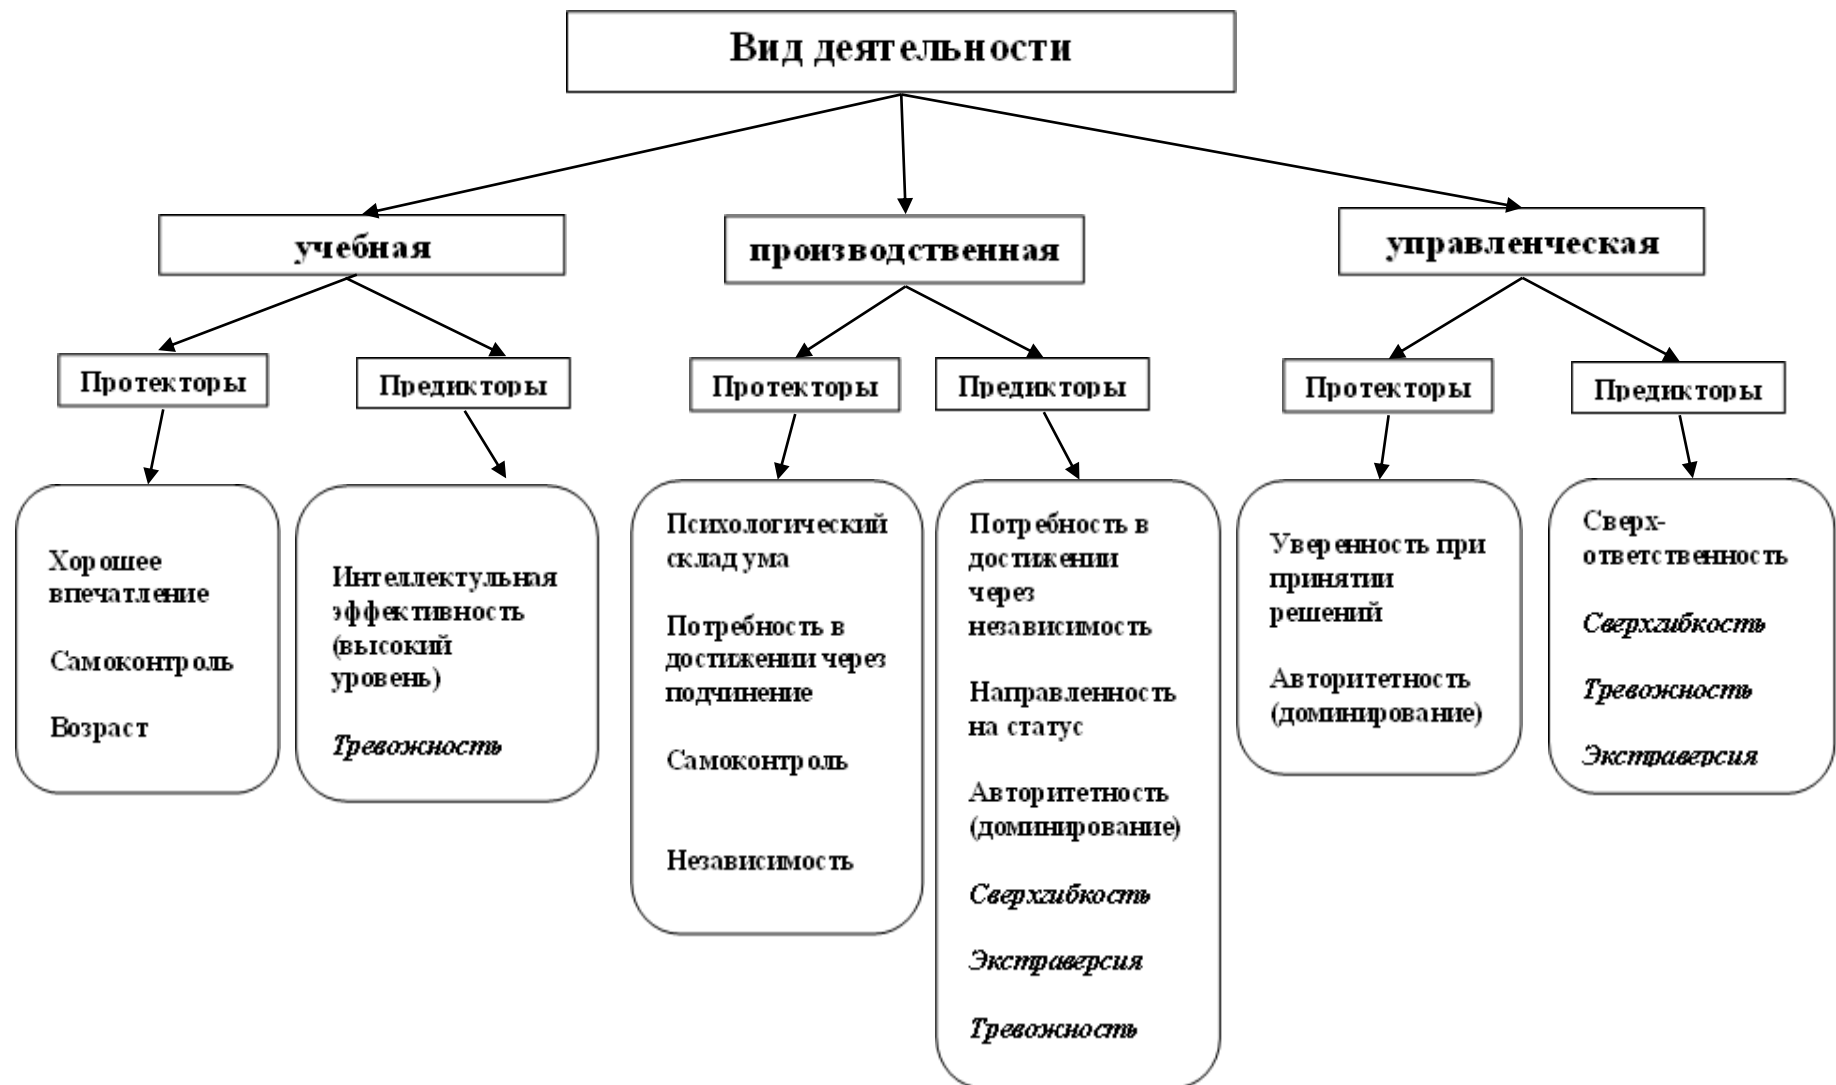 Вид деятельности
учебная
производственная
управленческая
Протекторы
Предикторы
Протекторы
Предикторы
Протекторы
Предикторы
Хорошее
впечатление
Самоконтроль
Возраст
Интеллектульная
эффективность
(высокий
уровень)
Тревожность
Психологический
склад ума
Потребность в
достижении через
подчинение
Самоконтроль
Независимость
Потребность в
достижении
через
независимость
Направленность
на статус
Авторитетность
(доминирование)
Сверхгибкость
Экстраверсия
Тревожность
Уверенность при
принятии
решений
Авторитетность
(доминирование)
Сверх-
ответственность
Сверхгибкость
Тревожность
Экстраверсия